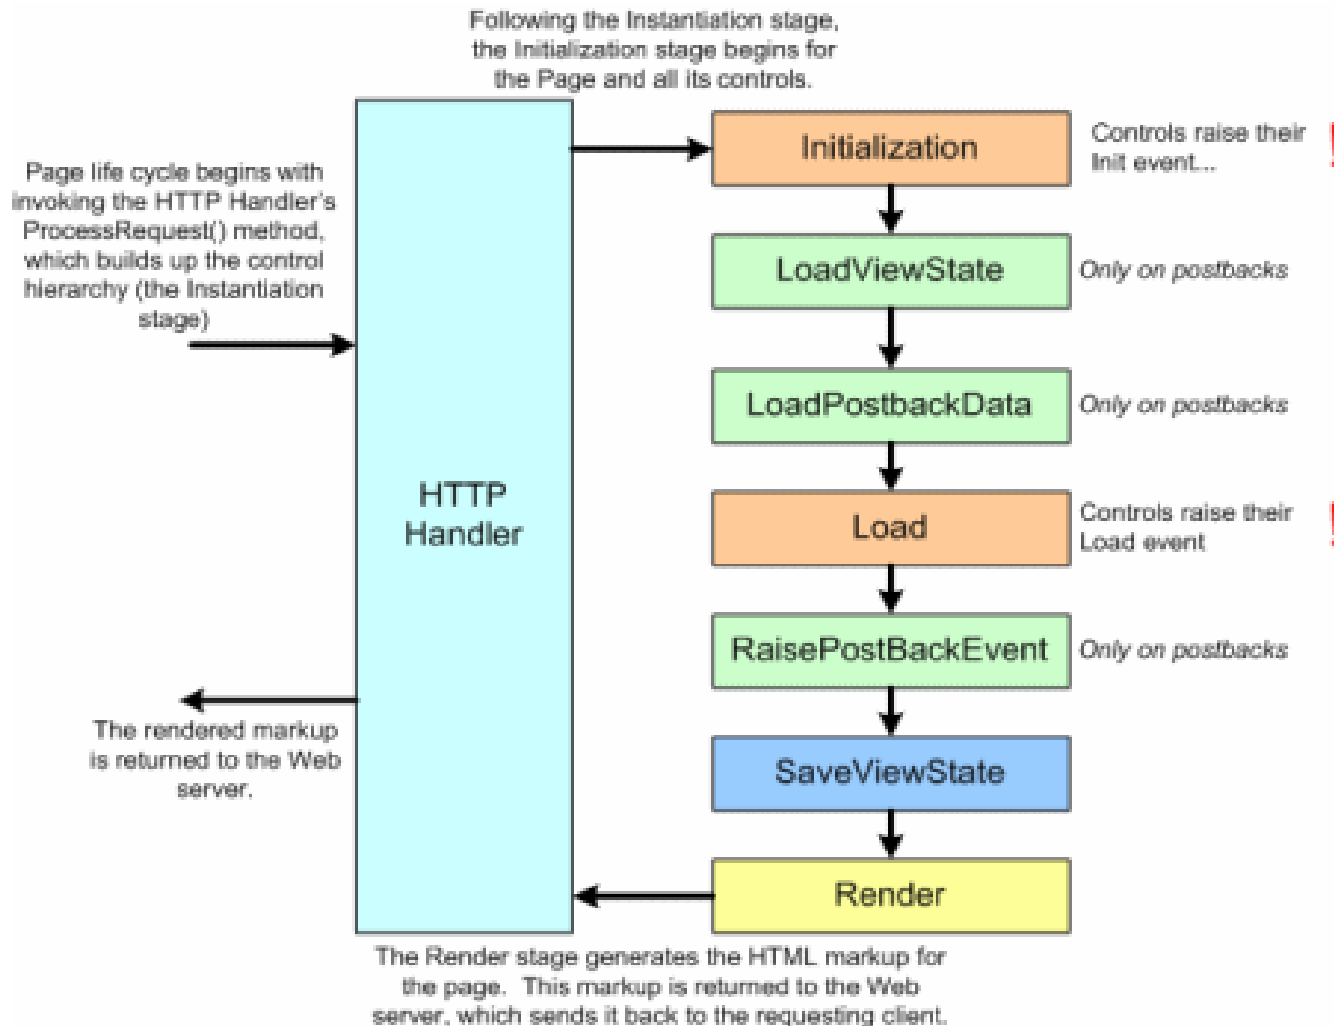 Following the Instantiation stage,
the Initialization stage begins for
the Page and all its controls.
Page life cycle begins with
invoking the HTTP Handler's
ProcessRequest() method,
which builds up the control
hierarchy (the Instantiation
stage)
HTTP
Handler
Initialization
Controls raise their
Init event...
!
LoadViewState
Only on postbacks
LoadPostbackData
Only on postbacks
Load
Controls raise their
Load event
!
RaisePostBackEvent
Only on postbacks
The rendered markup
is returned to the Web
server.
SaveViewState
Render
The Render stage generates the HTML markup for
the page. This markup is returned to the Web
server, which sends it back to the requesting client.